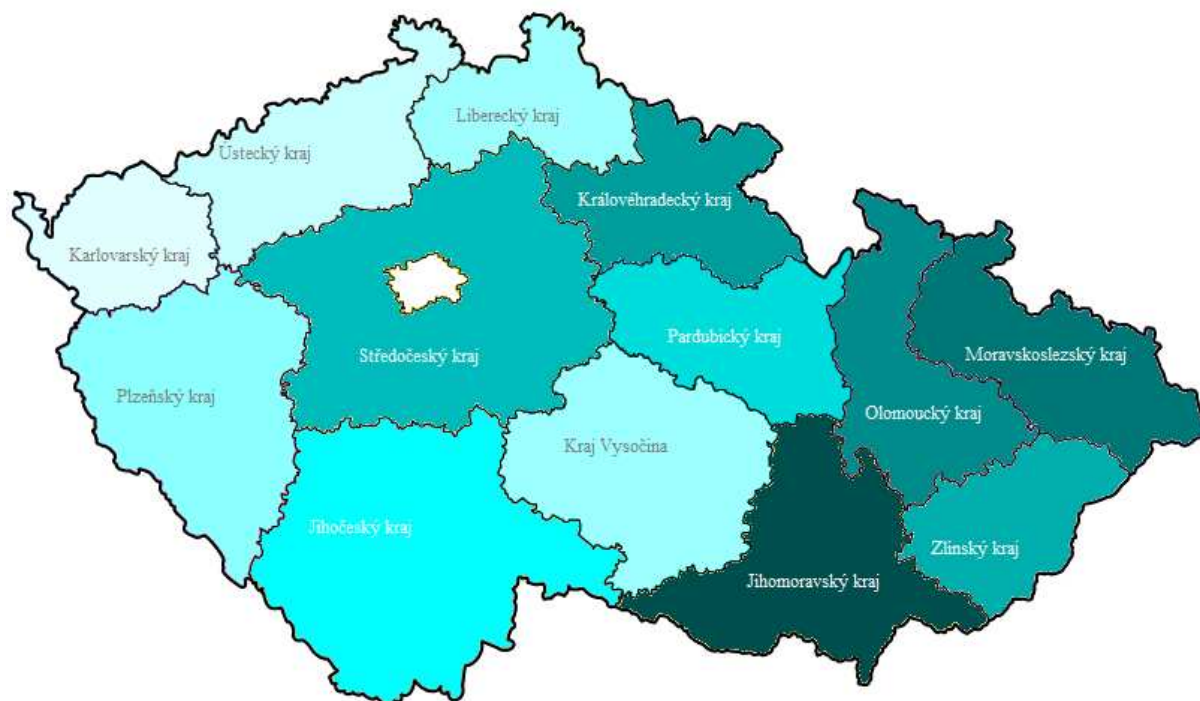 Liberecký kraj
Ústecký kraj
Královéhradecký kraj
Karlovarský kraj
Pardubický kraj
Středočeský kraj
Moravskoslezský kraj
Plzeňský kraj
Olomoucký kraj
Kraj Vysočina
Jihočeský kraj
Zlínský kraj
Jihomoravský kraj